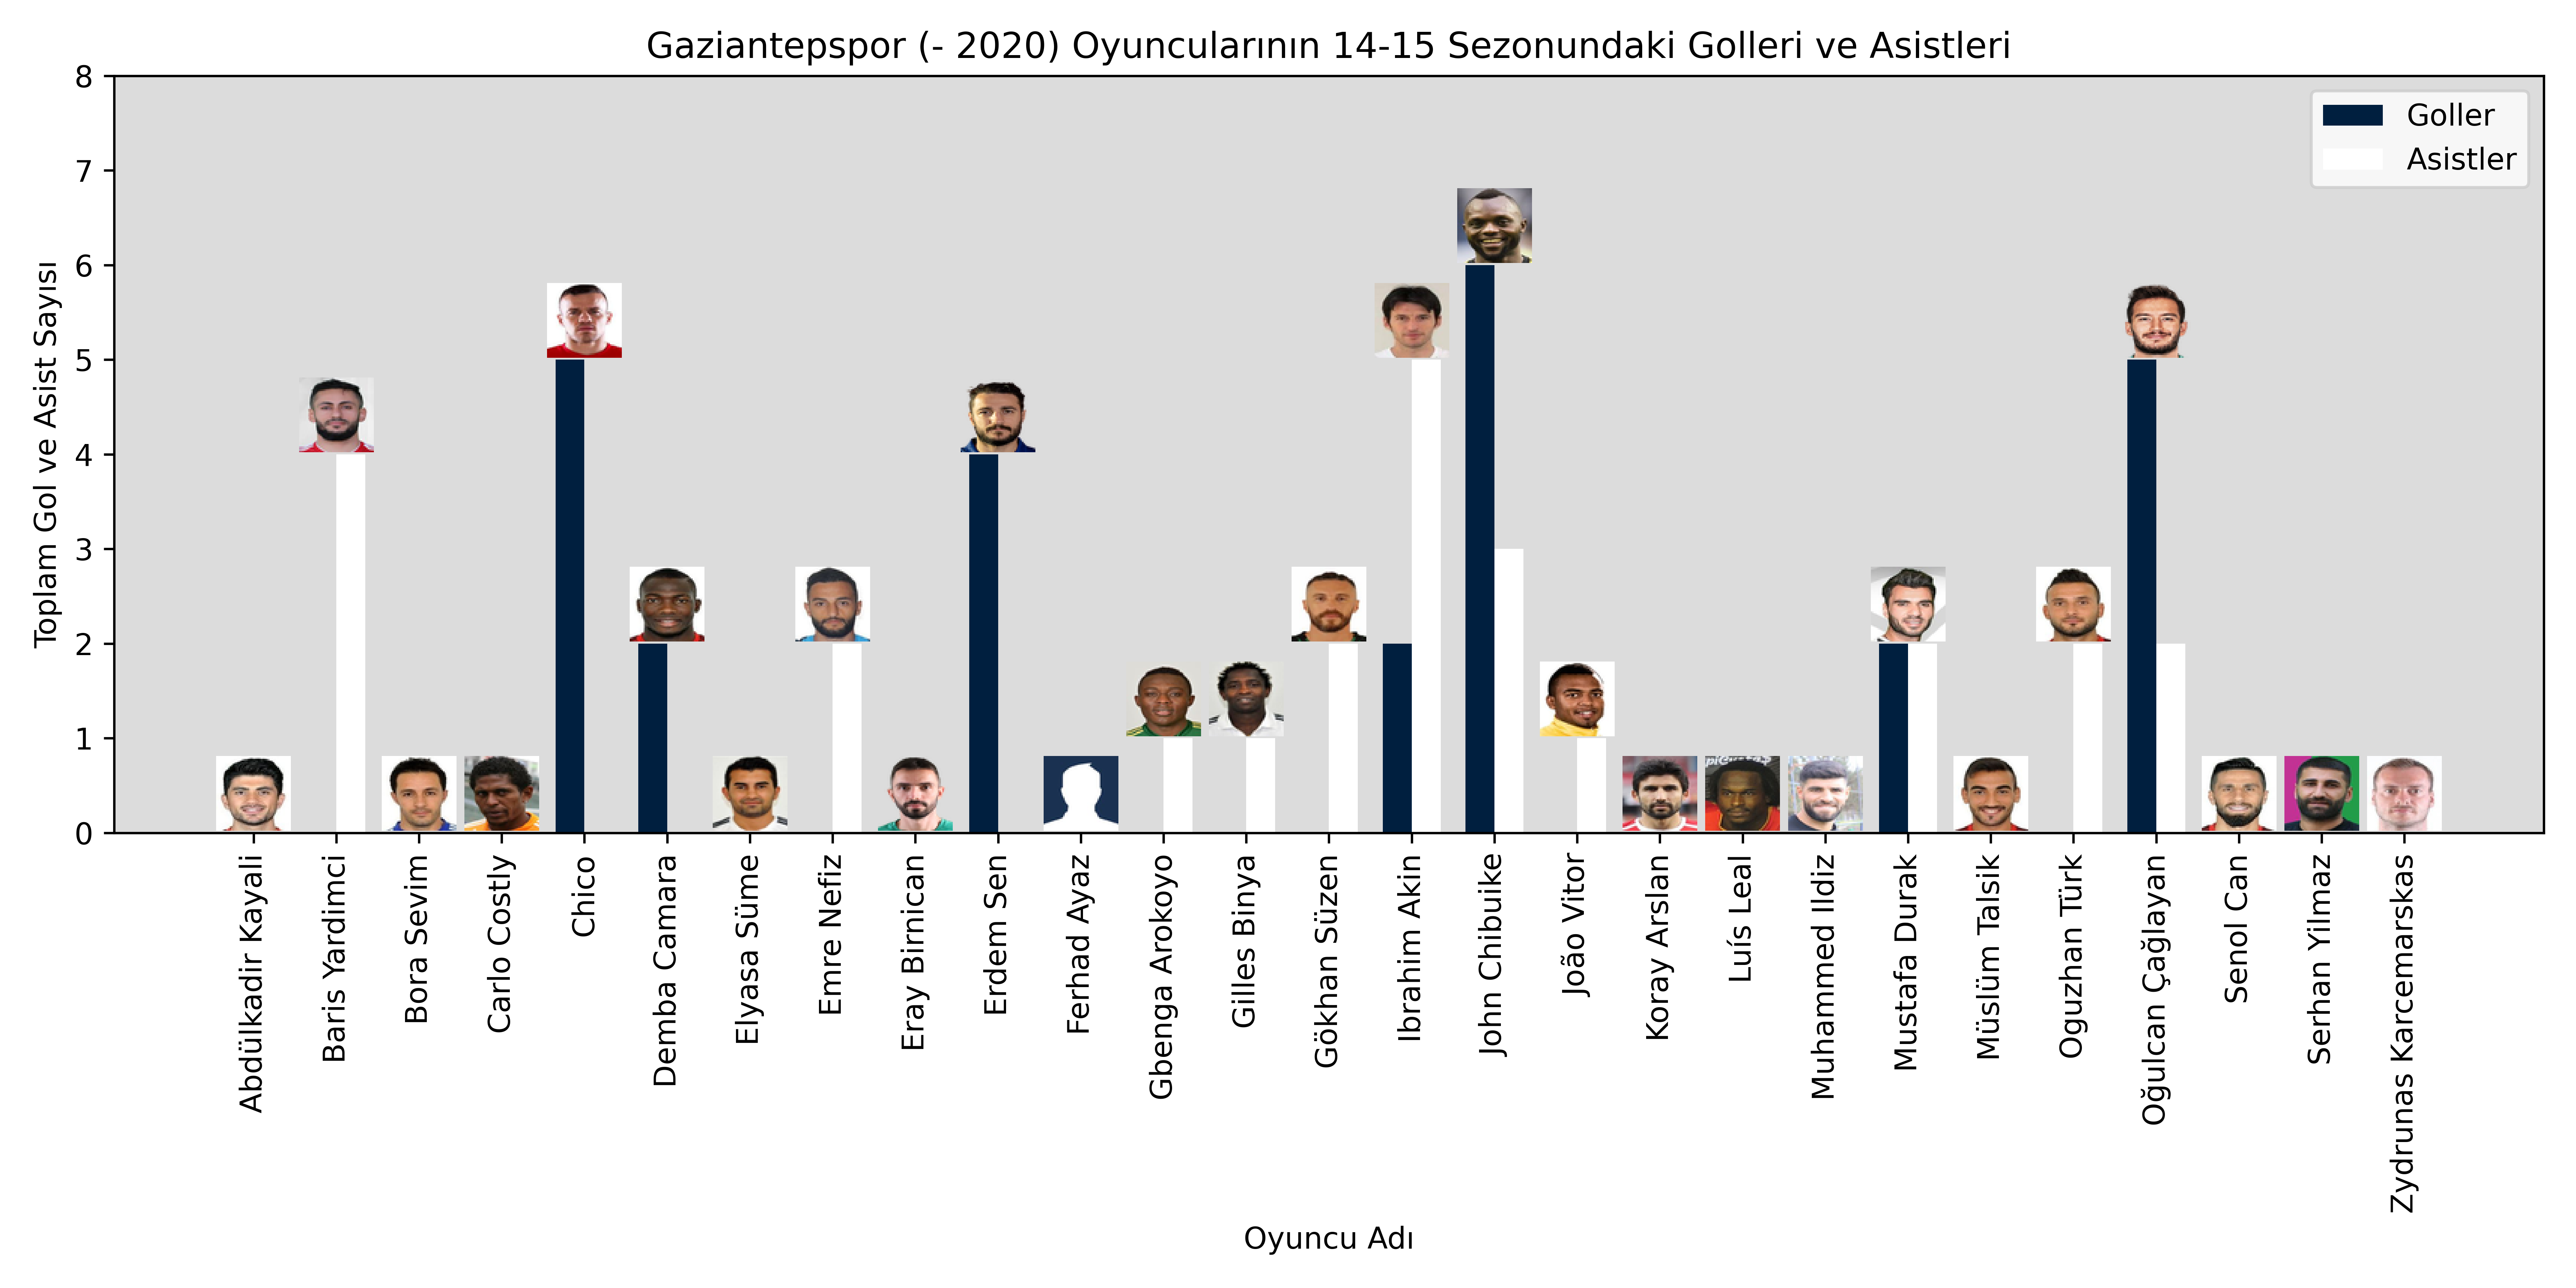 Gaziantepspor (- 2020) Oyuncularının 14-15 Sezonundaki Golleri ve Asistleri
Goller
Asistler
Toplam Gol ve Asist Sayısı
8
7
6
5
4
3
2
1
0
Abdülkadir Kayali
Baris Yardimci
Bora Sevim
Carlo Costly
Chico
Demba Camara
Elyasa Süme
Emre Nefiz
Eray Birnican
Erdem Sen
Ferhad Ayaz
Gbenga Arokoyo
Gilles Binya
Gökhan Süzen
Ibrahim Akin
John Chibuike
João Vitor
Koray Arslan
Luís Leal
Muhammed Ildiz
Mustafa Durak
Müslüm Talsik
Oguzhan Türk
Oğulcan Çağlayan
Senol Can
Serhan Yilmaz
Zydrunas Karcemarskas
Oyuncu Adı